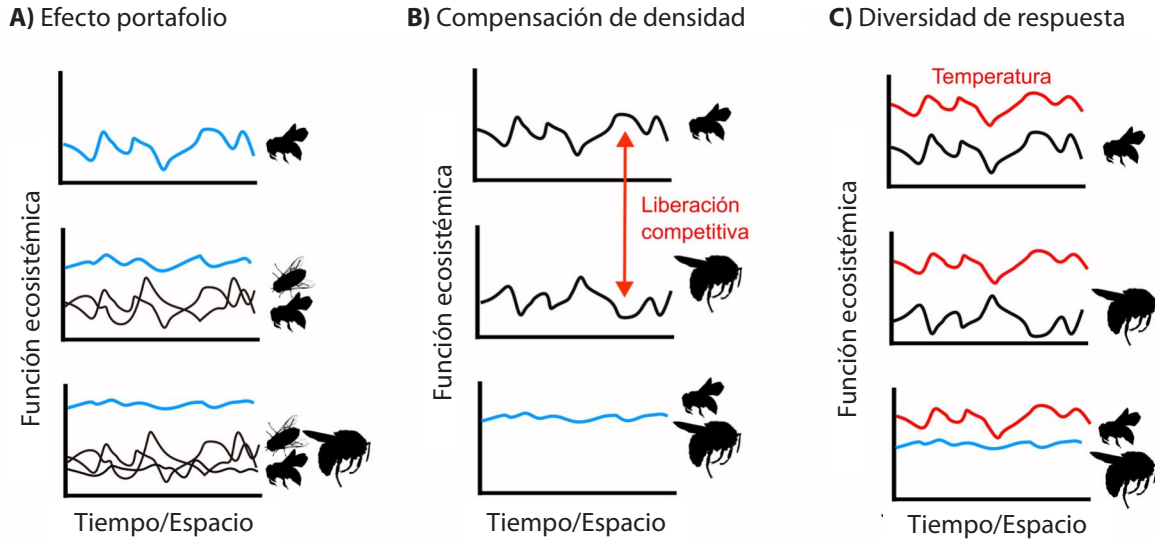 A) Efecto portafolio
Función ecosistémica
Tiempo/Espacio
B) Compensación de densidad
Función ecosistémica
Liberación
competitiva
Tiempo/Espacio
C) Diversidad de respuesta
Función ecosistémica
Temperatura
Tiempo/Espacio